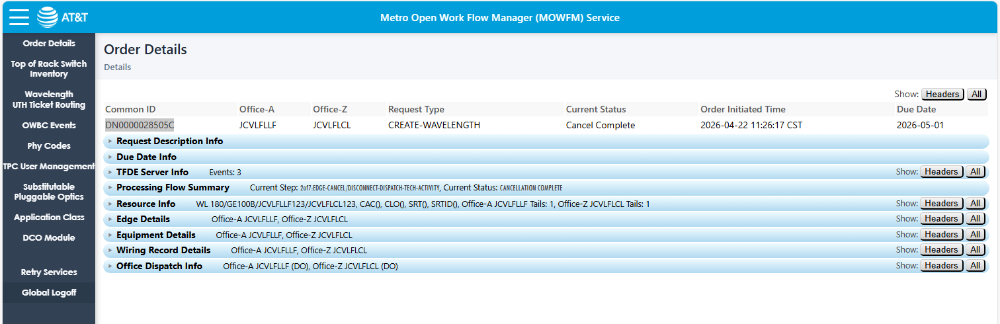 AT&T
Metro Open Work Flow Manager (MOWFM) Service
Order Details
Top of Rack Switch
Inventory
Wavelength
UTH Ticket Routing
OWBC Events
Phy Codes
TPC User Management
Substitutable
Pluggable Optics
Application Class
DCO Module
Retry Services
Global Logoff
Order Details
Details
Show: Headers All
Common ID Office-A Office-Z Request Type Current Status Order Initiated Time Due Date
DN0000028505C JCVLFLLF JCVLFLCL CREATE-WAVELENGTH Cancel Complete 2026-04-22 11:26:17 CST 2026-05-01
Request Description Info
Due Date Info
TFDE Server Info Events: 3 Show: Headers All
Processing Flow Summary Current Step: 2of7:EDGE-CANCEL/DISCONNECT-DISPATCH-TECH-ACTIVITY, Current Status: CANCELLATION COMPLETE
Resource Info WL 180/GE100B/JCVLFLLF123/JCVLFLCL123, CAC(), CLO(), SRT(), SRTID(), Office-A JCVLFLLF Tails: 1, Office-Z JCVLFLCL Tails: 1 Show: Headers All
Edge Details Office-A JCVLFLLF, Office-Z JCVLFLCL Show: Headers All
Equipment Details Office-A JCVLFLLF, Office-Z JCVLFLCL Show: Headers All
Wiring Record Details Office-A JCVLFLLF, Office-Z JCVLFLCL Show: Headers All
Office Dispatch Info Office-A JCVLFLLF (DO), Office-Z JCVLFLCL (DO) Show: Headers All